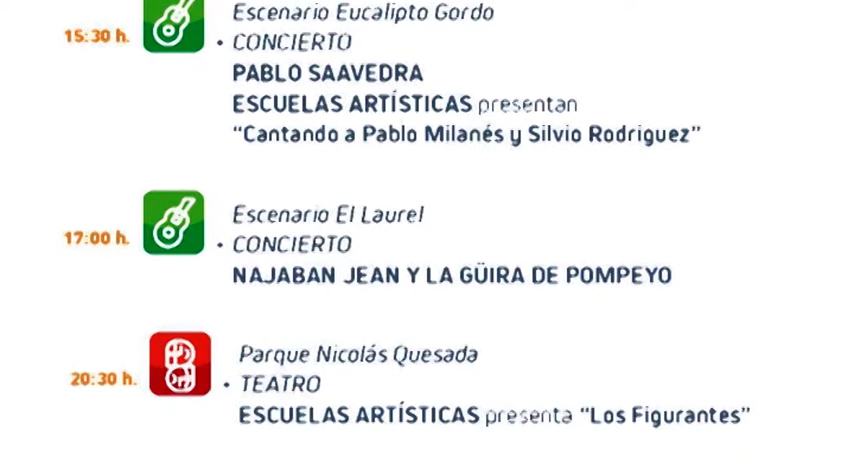 Escenario Eucalipto Gordo
15:30 h.
• CONCIERTO
PABLO SAAVEDRA
ESCUELAS ARTÍSTICAS presentan
“Cantando a Pablo Milanés y Silvio Rodriguez”
Escenario El Laurel
17:00 h.
• CONCIERTO
NAJABAN JEAN Y LA GÜIRA DE POMPEYO
Parque Nicolás Quesada
20:30 h.
• TEATRO
ESCUELAS ARTÍSTICAS presenta “Los Figurantes”